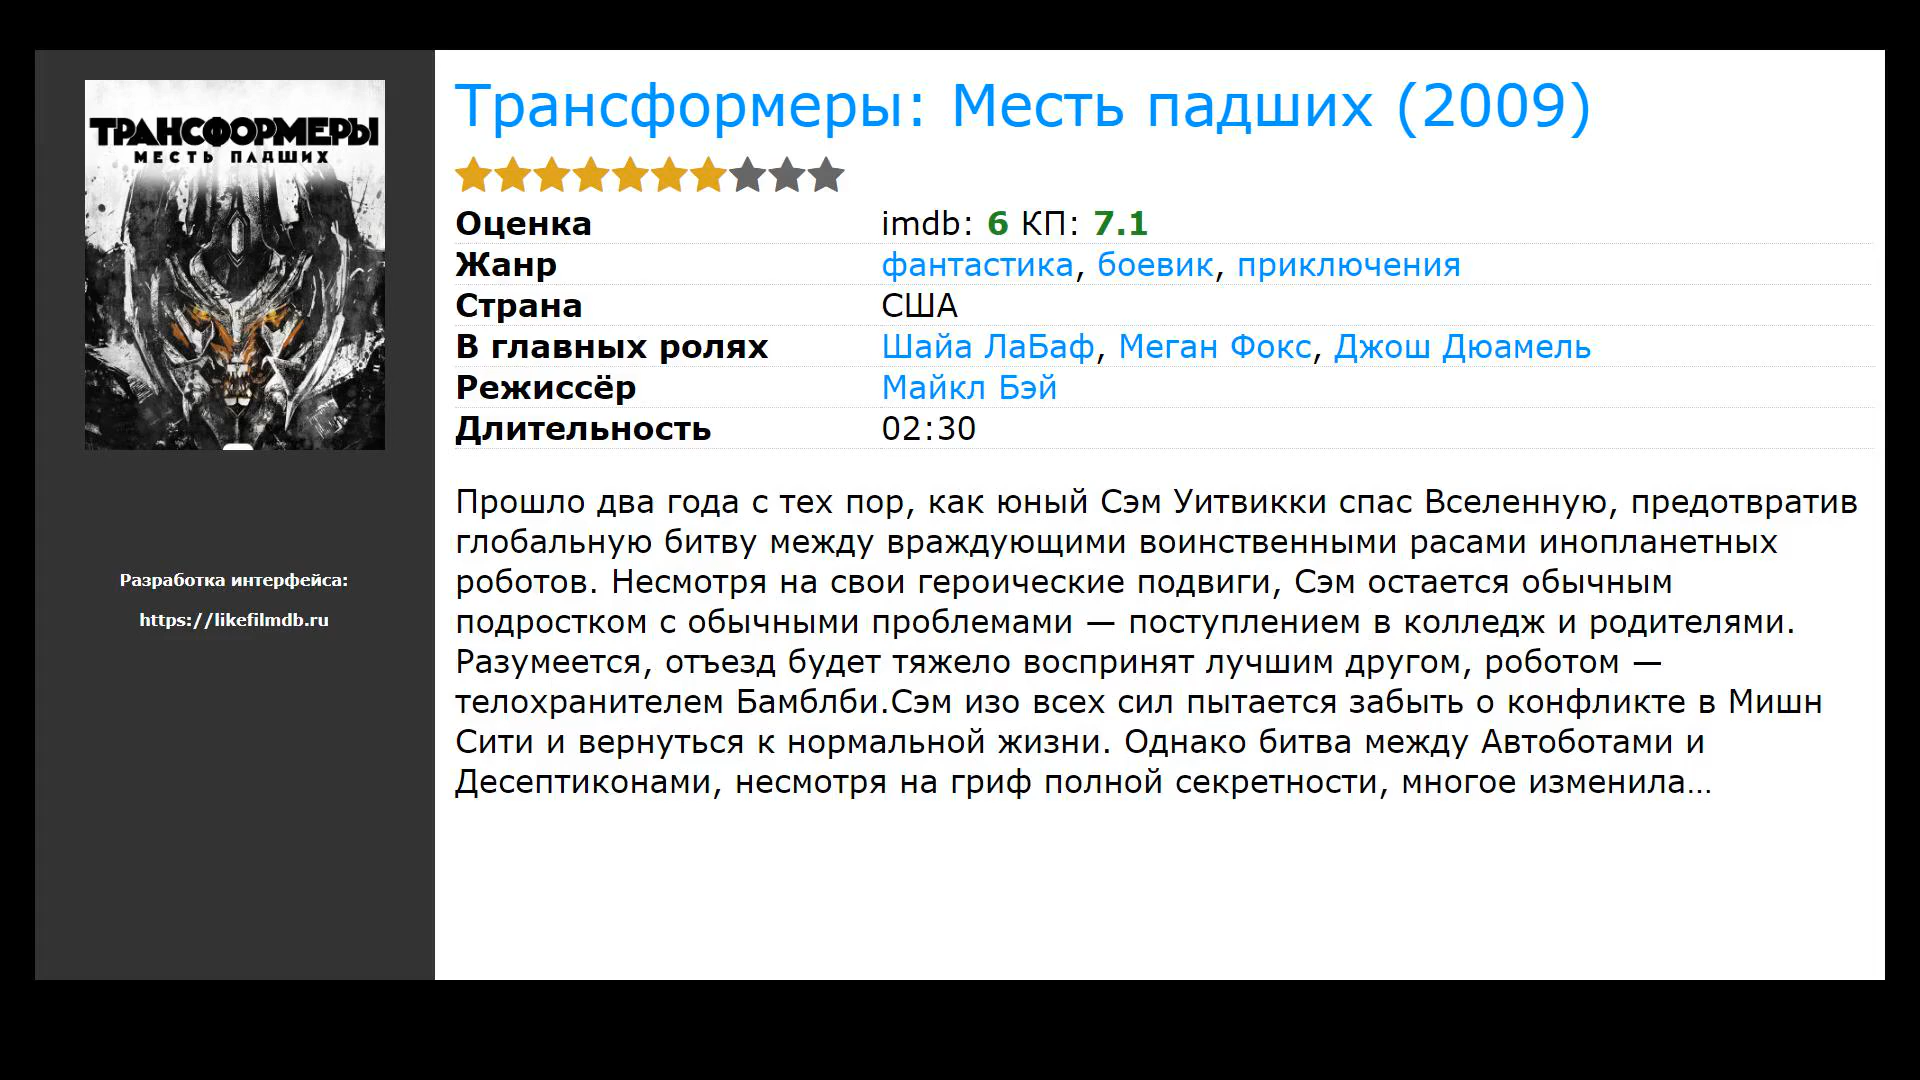 ТРАНСФОРМЕРЫ
МЕСТЬ ПАДШИХ
Разработка интерфейса:
https://likefilmdb.ru
Трансформеры: Месть падших (2009)
Оценка imdb: 6 КП: 7.1
Жанр фантастика, боевик, приключения
Страна США
В главных ролях Шайа ЛаБаф, Меган Фокс, Джош Дюамель
Режиссёр Майкл Бэй
Длительность 02:30
Прошло два года с тех пор, как юный Сэм Уитвикки спас Вселенную, предотвратив
глобальную битву между враждующими воинственными расами инопланетных
роботов. Несмотря на свои героические подвиги, Сэм остается обычным
подростком с обычными проблемами — поступлением в колледж и родителями.
Разумеется, отъезд будет тяжело воспринят лучшим другом, роботом —
телохранителем Бамблби.Сэм изо всех сил пытается забыть о конфликте в Мишн
Сити и вернуться к нормальной жизни. Однако битва между Автоботами и
Десептиконами, несмотря на гриф полной секретности, многое изменила…